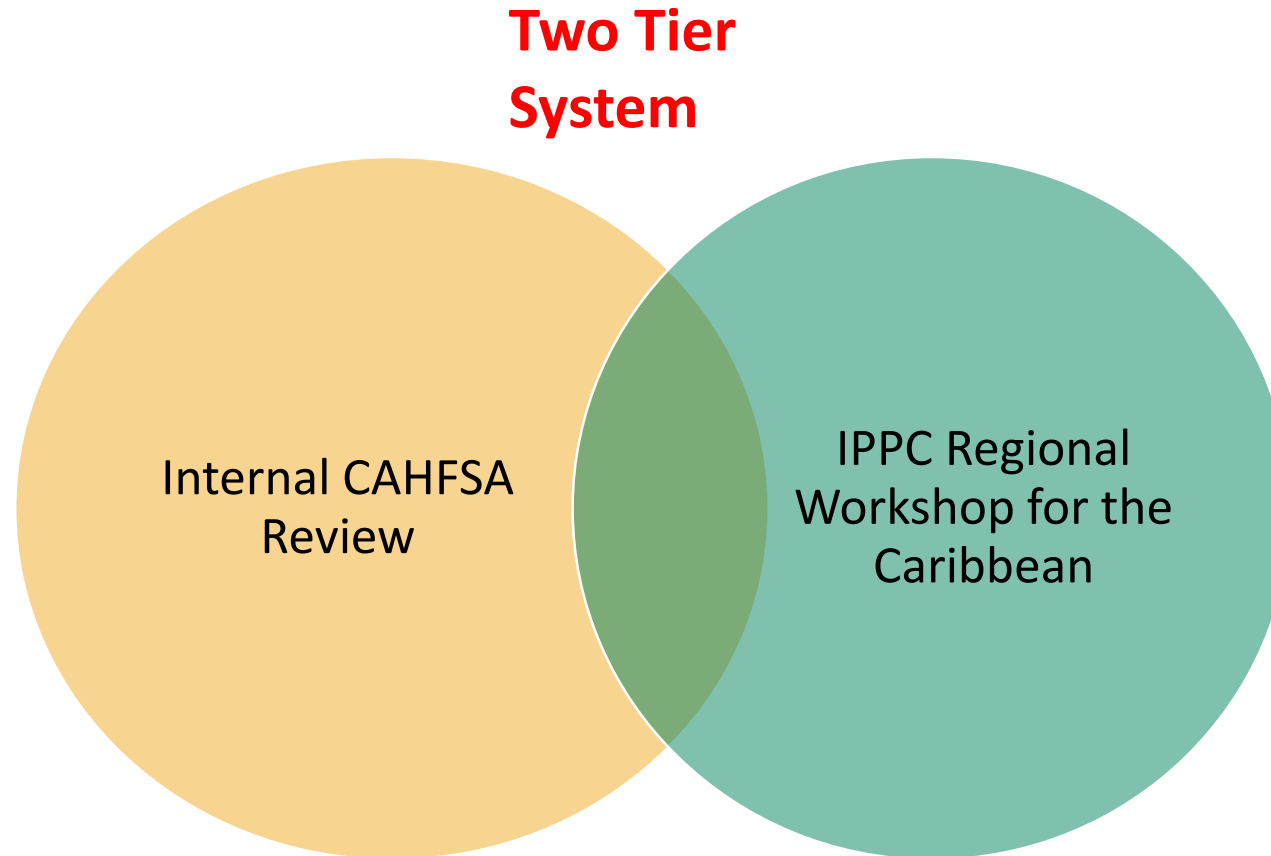 Two Tier
System
Internal CAHFSA
Review
IPPC Regional
Workshop for the
Caribbean